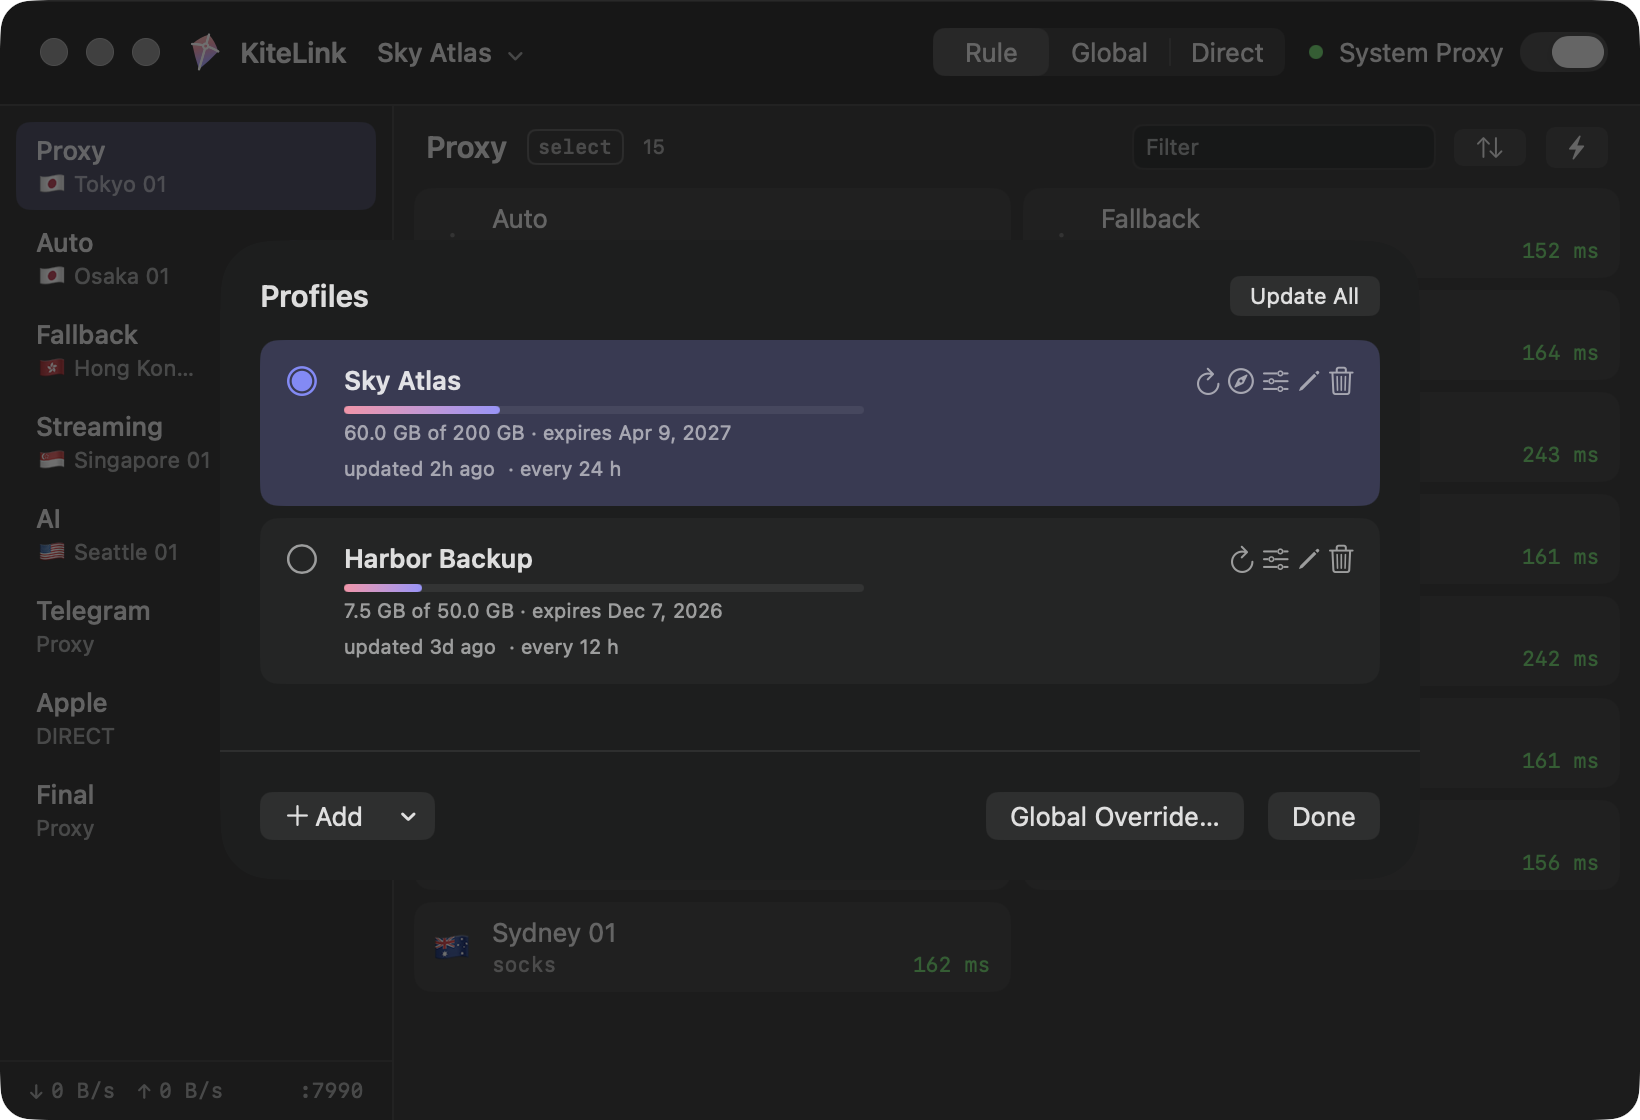 KiteLink Sky Atlas
Rule Global Direct System Proxy
Proxy
Tokyo 01
Auto
Osaka 01
Fallback
Hong Kon...
Streaming
Singapore 01
AI
Seattle 01
Telegram
Proxy
Apple
DIRECT
Final
Proxy
↓ 0 B/s ↑ 0 B/s :7990
Proxy select 15
Filter
Auto
Fallback
152 ms
164 ms
243 ms
161 ms
242 ms
161 ms
156 ms
Sydney 01
socks 162 ms
Profiles Update All
Sky Atlas
60.0 GB of 200 GB · expires Apr 9, 2027
updated 2h ago · every 24 h
Harbor Backup
7.5 GB of 50.0 GB · expires Dec 7, 2026
updated 3d ago · every 12 h
+ Add Global Override... Done